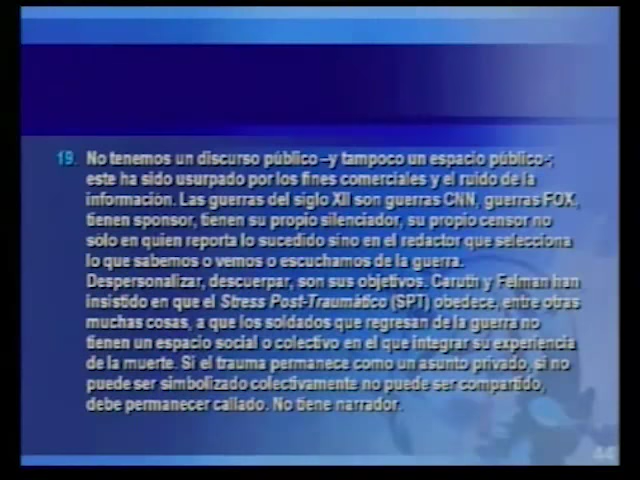 19. No tenemos un discurso público –y tampoco un espacio público-;
este ha sido usurpado por los fines comerciales y el ruido de la
información. Las guerras del siglo XII son guerras CNN, guerras FOX,
tienen sponsor, tienen su propio silenciador, su propio censor no
sólo en quien reporta lo sucedido sino en el redactor que selecciona
lo que sabemos o vemos o escuchamos de la guerra.
Despersonalizar, descuerpar, son sus objetivos. Caruth y Felman han
insistido en que el Stress Post-Traumático (SPT) obedece, entre otras
muchas cosas, a que los soldados que regresan de la guerra no
tienen un espacio social o colectivo en el que integrar su experiencia
de la muerte. Si el trauma permanece como un asunto privado, si no
puede ser simbolizado colectivamente no puede ser compartido,
debe permanecer callado. No tiene narrador.
44